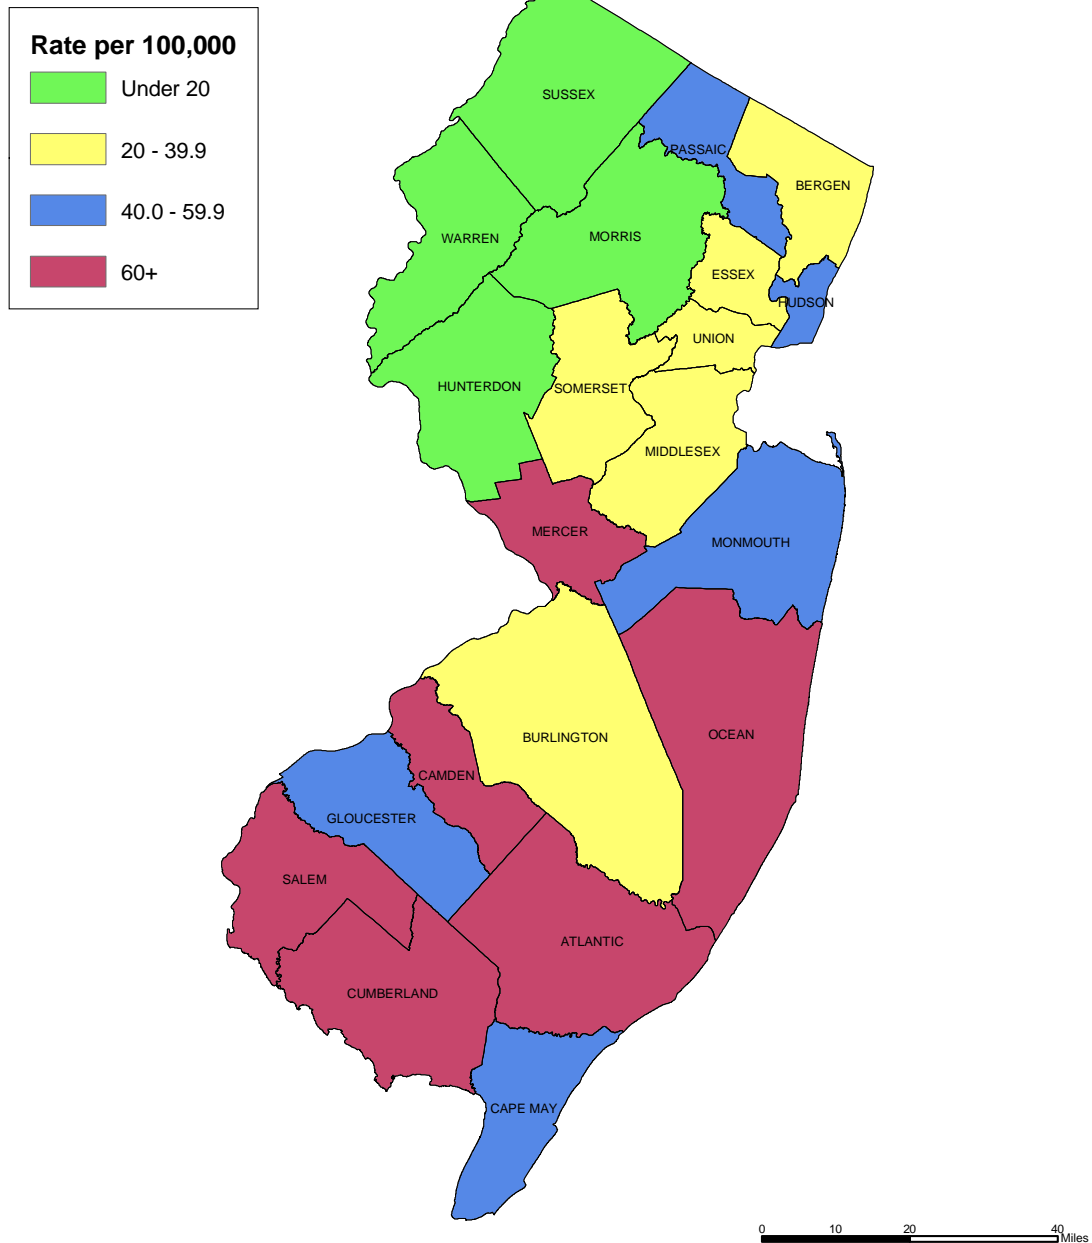 Rate per 100,000
Under 20
20 - 39.9
40.0 - 59.9
60+
SUSSEX
PASSAIC
BERGEN
WARREN
MORRIS
ESSEX
HUDSON
UNION
HUNTERDON
SOMERSET
MIDDLESEX
MERCER
MONMOUTH
BURLINGTON
OCEAN
CAMDEN
GLOUCESTER
SALEM
ATLANTIC
CUMBERLAND
CAPE MAY
0 10 20 40
Miles